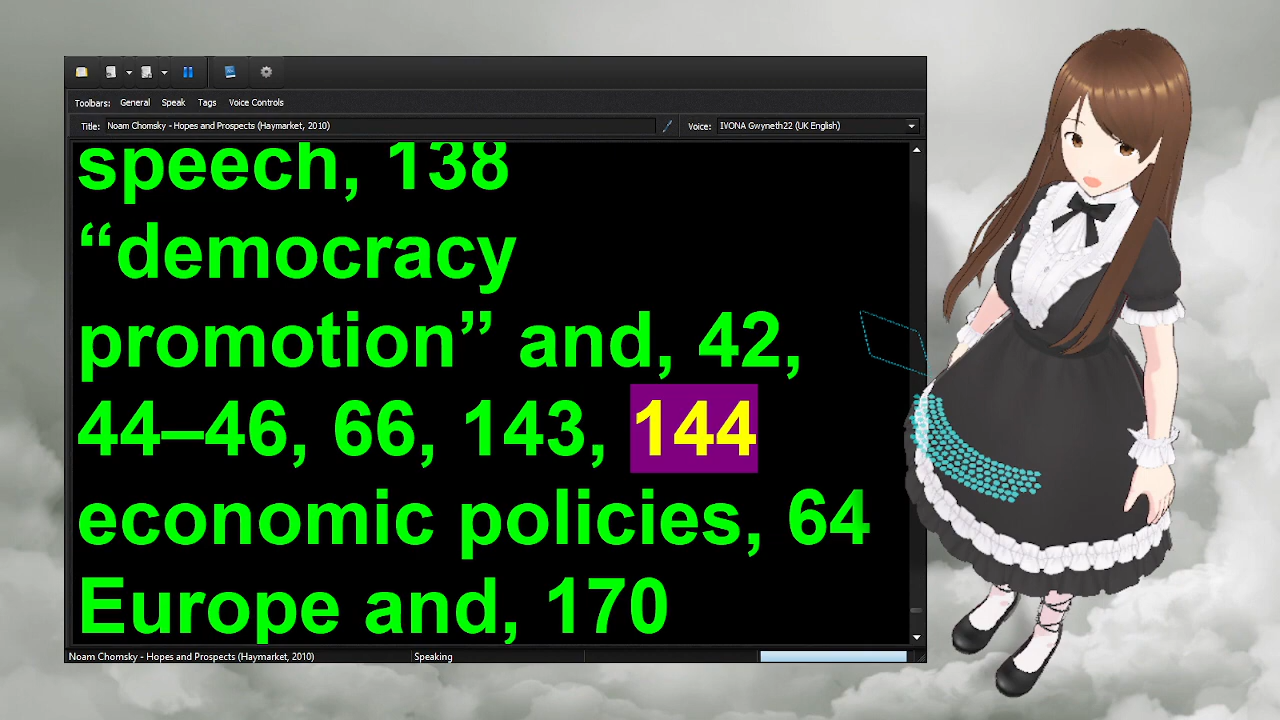 Toolbars: General Speak Tags Voice Controls
Title: Noam Chomsky - Hopes and Prospects (Haymarket, 2010) Voice: IVONA Gwyneth22 (UK English)
speech, 138
“democracy
promotion” and, 42,
44–46, 66, 143, 144
economic policies, 64
Europe and, 170
Noam Chomsky - Hopes and Prospects (Haymarket, 2010) Speaking